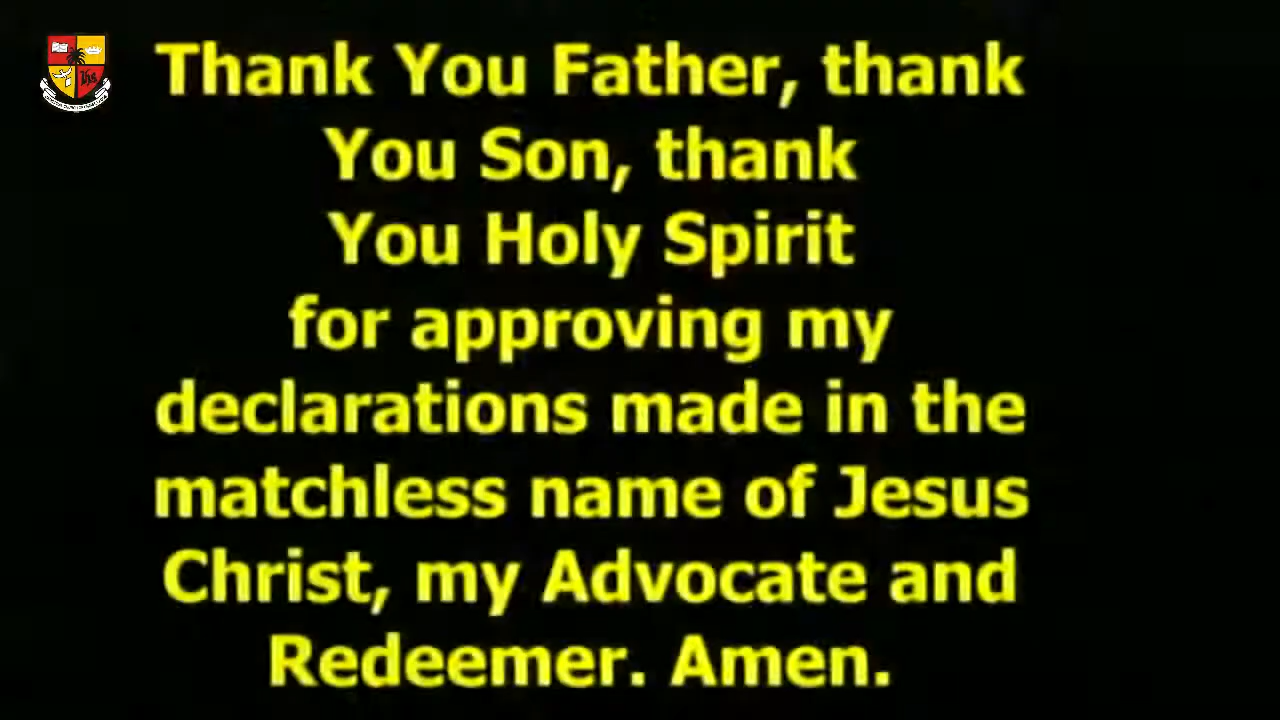 Thank You Father, thank
You Son, thank
You Holy Spirit
for approving my
declarations made in the
matchless name of Jesus
Christ, my Advocate and
Redeemer. Amen.